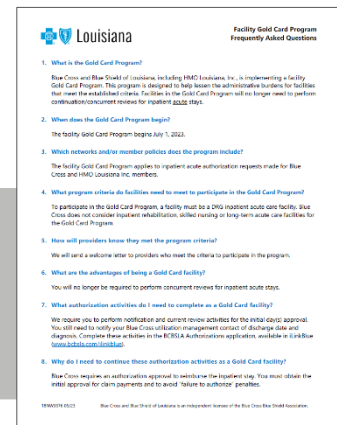 Louisiana
Facility Gold Card Program
Frequently Asked Questions
1. What is the Gold Card Program?
Blue Cross and Blue Shield of Louisiana, including HMO Louisiana, Inc., is implementing a facility
Gold Card Program. This program is designed to help lessen the administrative burdens for facilities
that meet the established criteria. Facilities in the Gold Card Program will no longer need to perform
continuation/concurrent reviews for inpatient acute stays.
2. When does the Gold Card Program begin?
The facility Gold Card Program begins July 1, 2023.
3. Which networks and/or member policies does the program include?
The facility Gold Card Program applies to inpatient acute authorization requests made for Blue
Cross and HMO Louisiana, Inc. members.
4. What program criteria do facilities need to meet to participate in the Gold Card Program?
To participate in the Gold Card Program, a facility must be a DRG inpatient acute care facility. Blue
Cross does not consider inpatient rehabilitation, skilled nursing or long-term acute care facilities for
the Gold Card Program.
5. How will providers know they met the program criteria?
We will send a welcome letter to providers who meet the criteria to participate in the program.
6. What are the advantages of being a Gold Card facility?
You will no longer be required to perform concurrent reviews for inpatient acute stays.
7. What authorization activities do I need to complete as a Gold Card facility?
We require you to perform notification and current review activities for the initial day(s) approval.
You still need to notify your Blue Cross utilization management contact of discharge date and
diagnosis. Complete these activities in the BCBSLA Authorizations application, available in iLinkBlue
(www.bcbsla.com/ilinkblue).
8. Why do I need to continue these authorization activities as a Gold Card facility?
Blue Cross requires an authorization approval to reimburse the inpatient stay. You must obtain the
initial approval for claim payments and to avoid "failure to authorize" penalties.
05/23 Blue Cross and Blue Shield of Louisiana is an independent licensee of the Blue Cross Blue Shield Association.